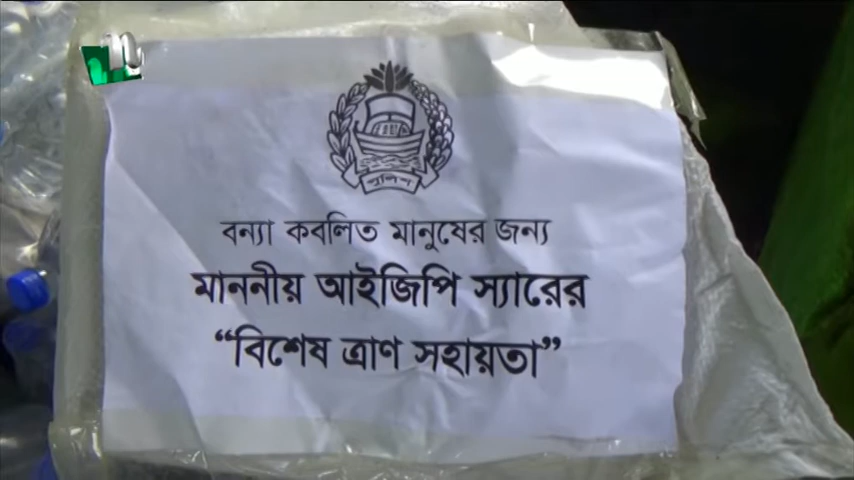 পুলিশ
বন্যা কবলিত মানুষের জন্য
মাননীয় আইজিপি স্যারের
“বিশেষ ত্রাণ সহায়তা”